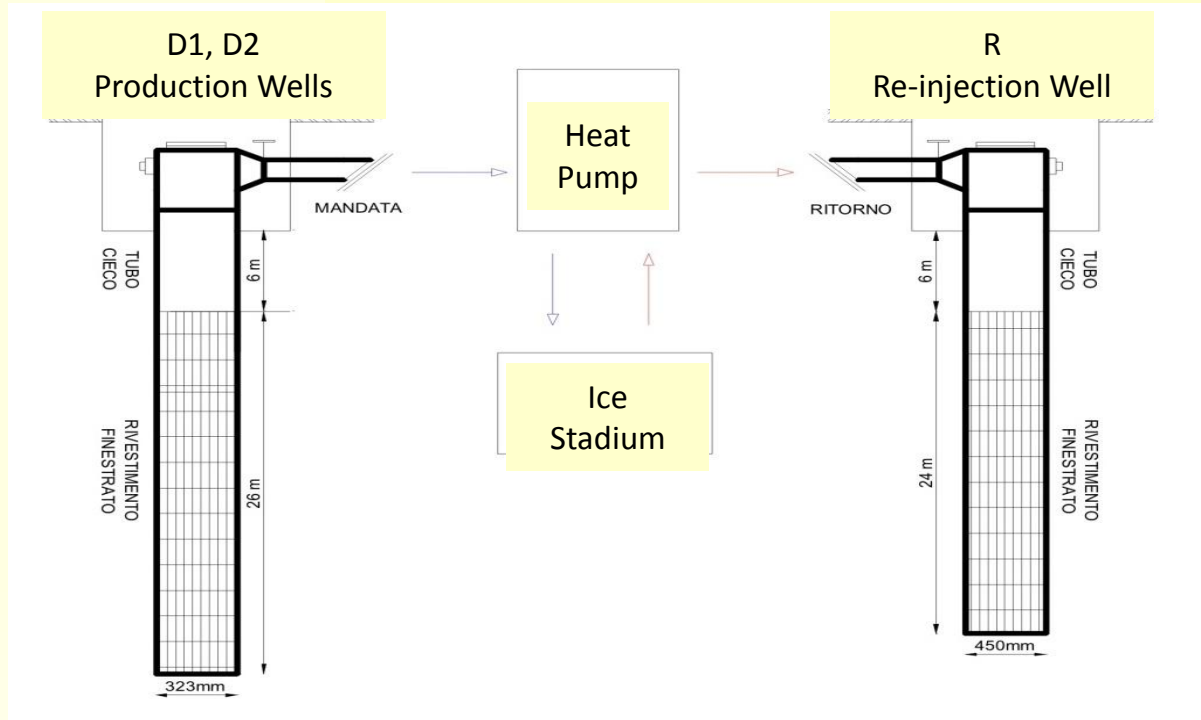 D1, D2
Production Wells
R
Re-injection Well
Heat
Pump
MANDATA
RITORNO
TUBO
CIECO
6 m
6 m
TUBO
CIECO
Ice
Stadium
RIVESTIMENTO
FINESTRATO
26 m
24 m
RIVESTIMENTO
FINESTRATO
323mm
450mm